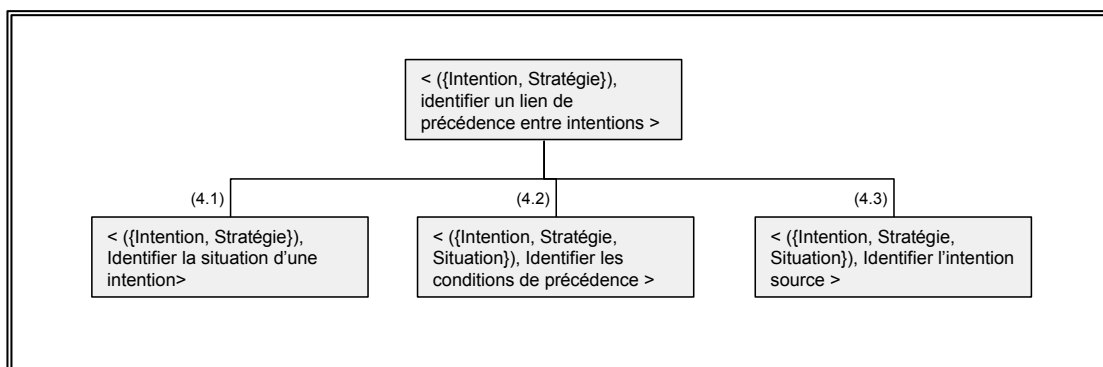 < ({Intention, Stratégie}),
identifier un lien de
précédence entre intentions >
(4.1)
(4.2)
(4.3)
< ({Intention, Stratégie}),
Identifier la situation d’une
intention>
< ({Intention, Stratégie,
Situation}), Identifier les
conditions de précédence >
< ({Intention, Stratégie,
Situation}), Identifier l’intention
source >